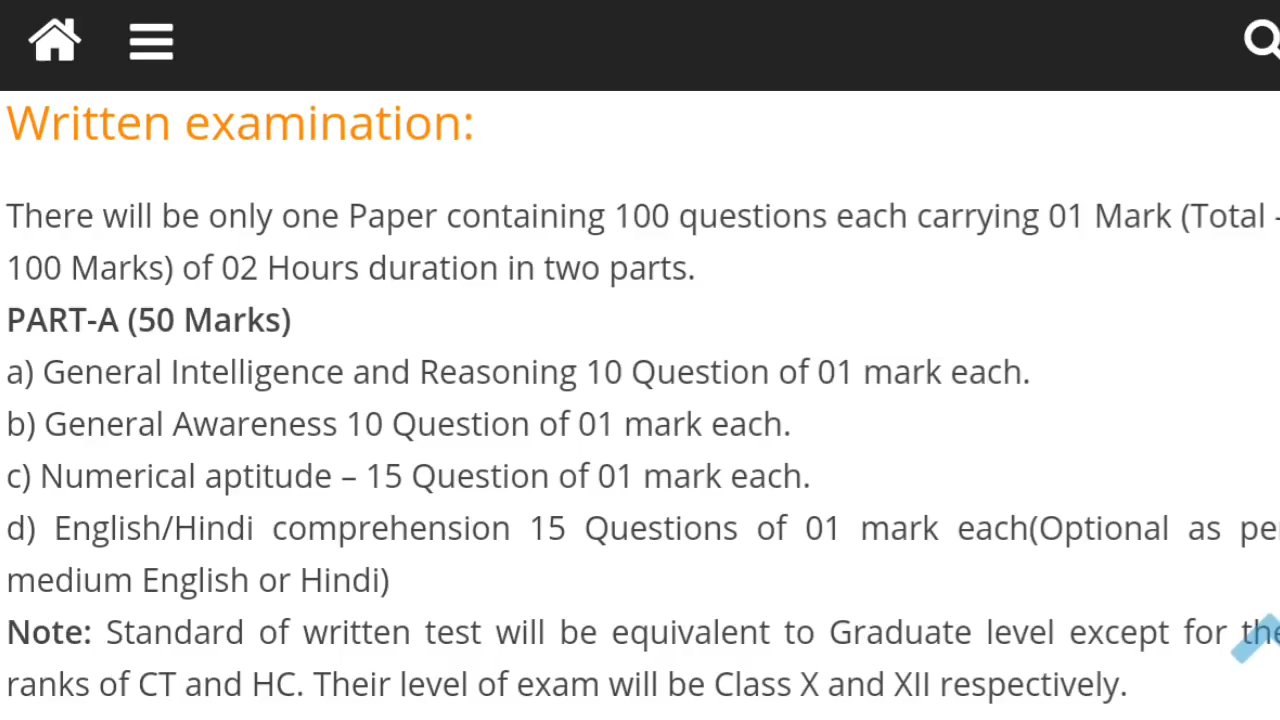 Written examination:
There will be only one Paper containing 100 questions each carrying 01 Mark (Total -
100 Marks) of 02 Hours duration in two parts.
PART-A (50 Marks)
a) General Intelligence and Reasoning 10 Question of 01 mark each.
b) General Awareness 10 Question of 01 mark each.
c) Numerical aptitude – 15 Question of 01 mark each.
d) English/Hindi comprehension 15 Questions of 01 mark each(Optional as per
medium English or Hindi)
Note: Standard of written test will be equivalent to Graduate level except for the
ranks of CT and HC. Their level of exam will be Class X and XII respectively.